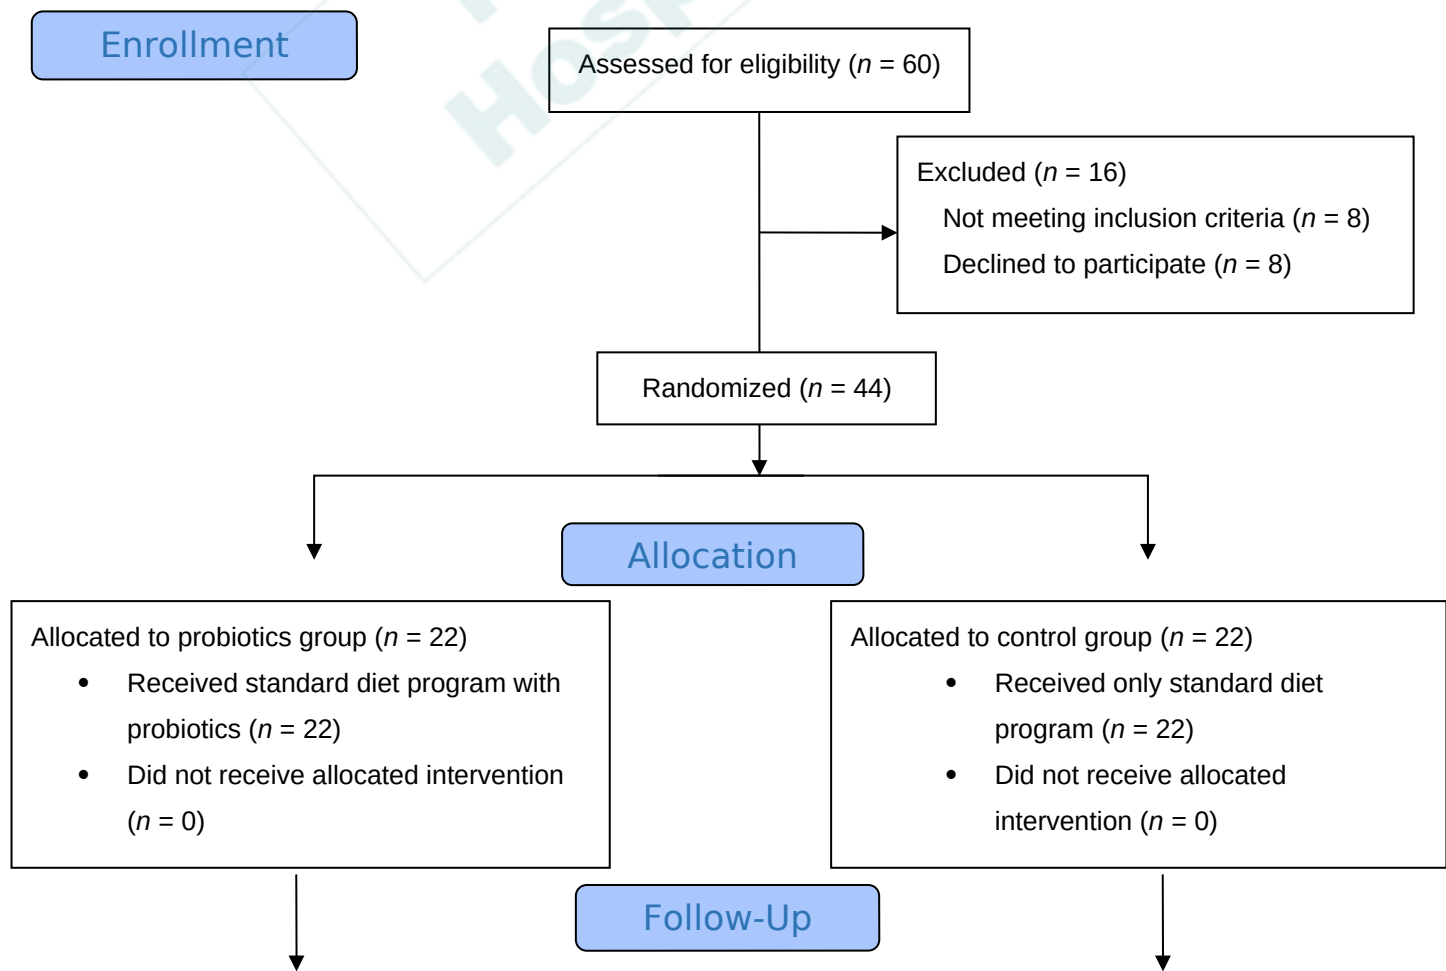 Enrollment
Assessed for eligibility (n = 60)
Excluded (n = 16)
Not meeting inclusion criteria (n = 8)
Declined to participate (n = 8)
Randomized (n = 44)
Allocation
Allocated to probiotics group (n = 22)
• Received standard diet program with
probiotics (n = 22)
• Did not receive allocated intervention
(n = 0)
Allocated to control group (n = 22)
• Received only standard diet
program (n = 22)
• Did not receive allocated
intervention (n = 0)
Follow-Up